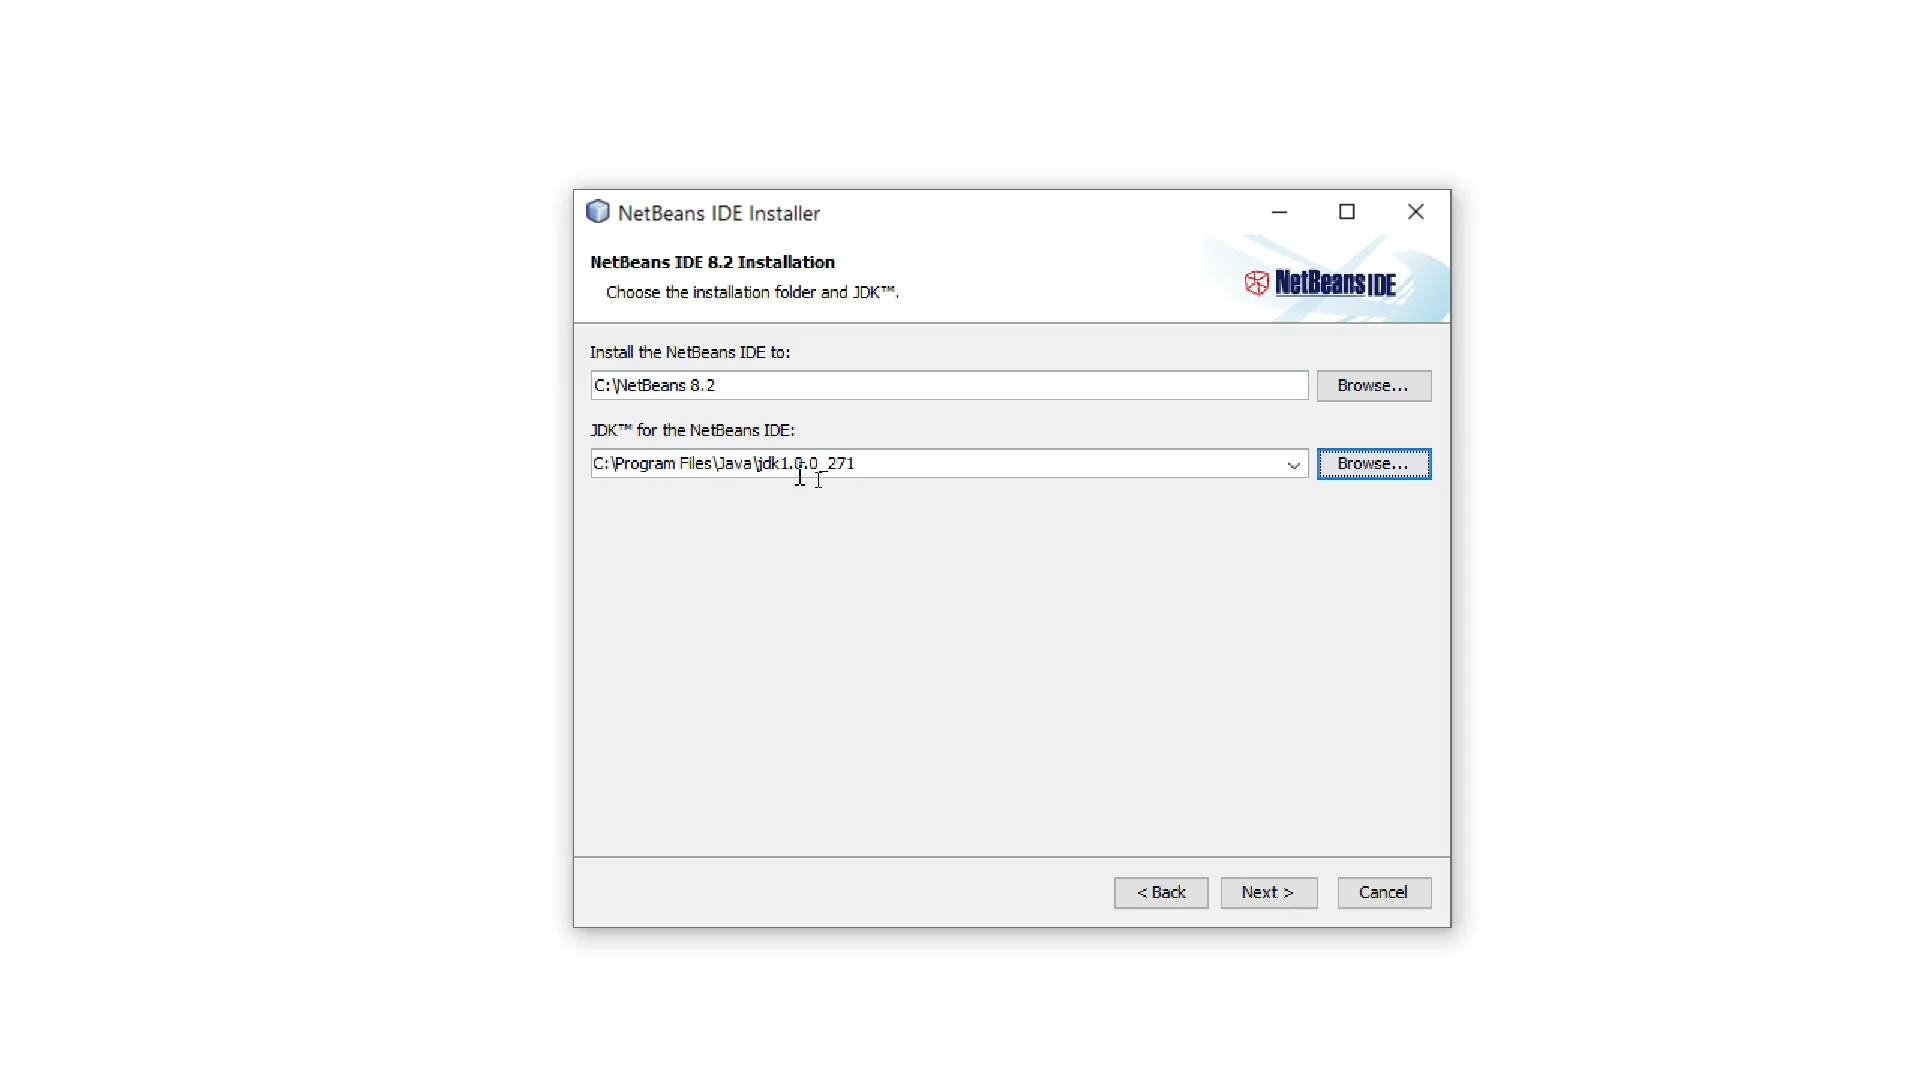 NetBeans IDE Installer
NetBeans IDE 8.2 Installation
Choose the installation folder and JDK™.
NetBeans IDE
Install the NetBeans IDE to:
C:\NetBeans 8.2
Browse...
JDK™ for the NetBeans IDE:
C:\Program Files\Java\jdk1.8.0_271
Browse...
< Back
Next >
Cancel